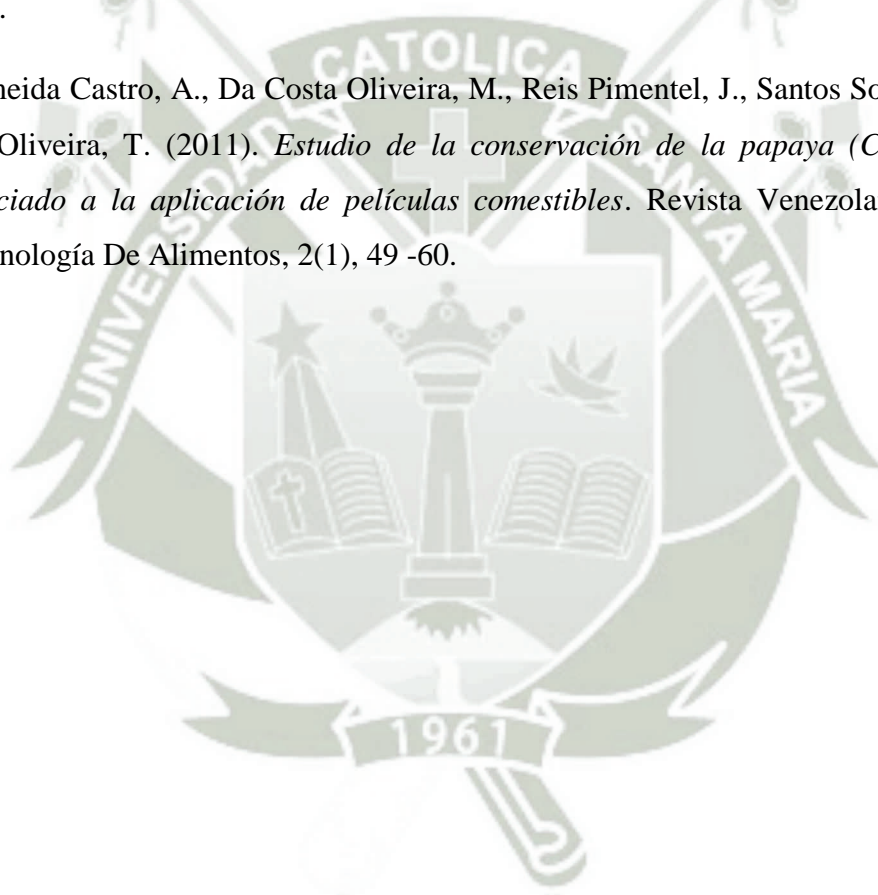 .
CATOLICA
neida Castro, A., Da Costa Oliveira, M., Reis Pimentel, J., Santos So
UNIVERSIDAD
SANTA MARIA
Oliveira, T. (2011). Estudio de la conservación de la papaya (C
ciado a la aplicación de películas comestibles. Revista Venezola
nología De Alimentos, 2(1), 49 -60.
1961